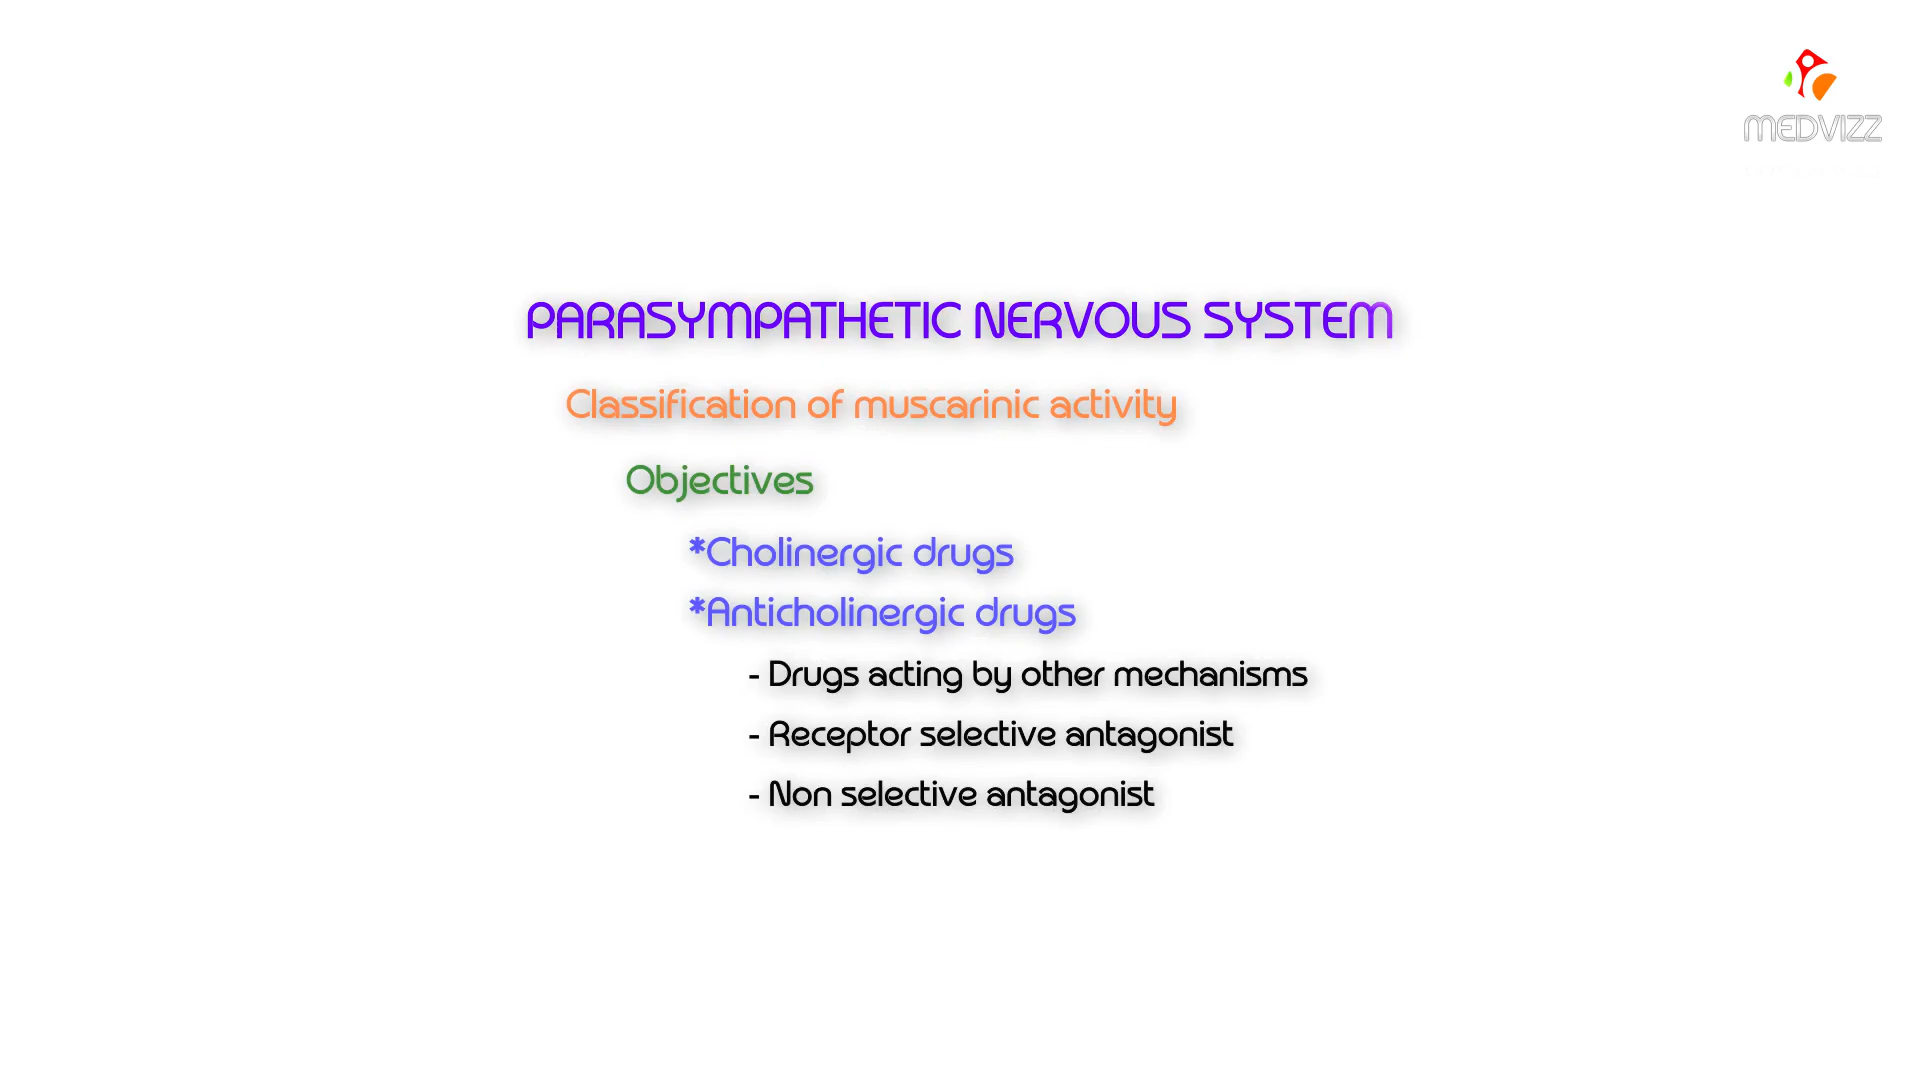 MEDVIZZ
PARASYMPATHETIC NERVOUS SYSTEM
Classification of muscarinic activity
Objectives
*Cholinergic drugs
*Anticholinergic drugs
- Drugs acting by other mechanisms
- Receptor selective antagonist
- Non selective antagonist